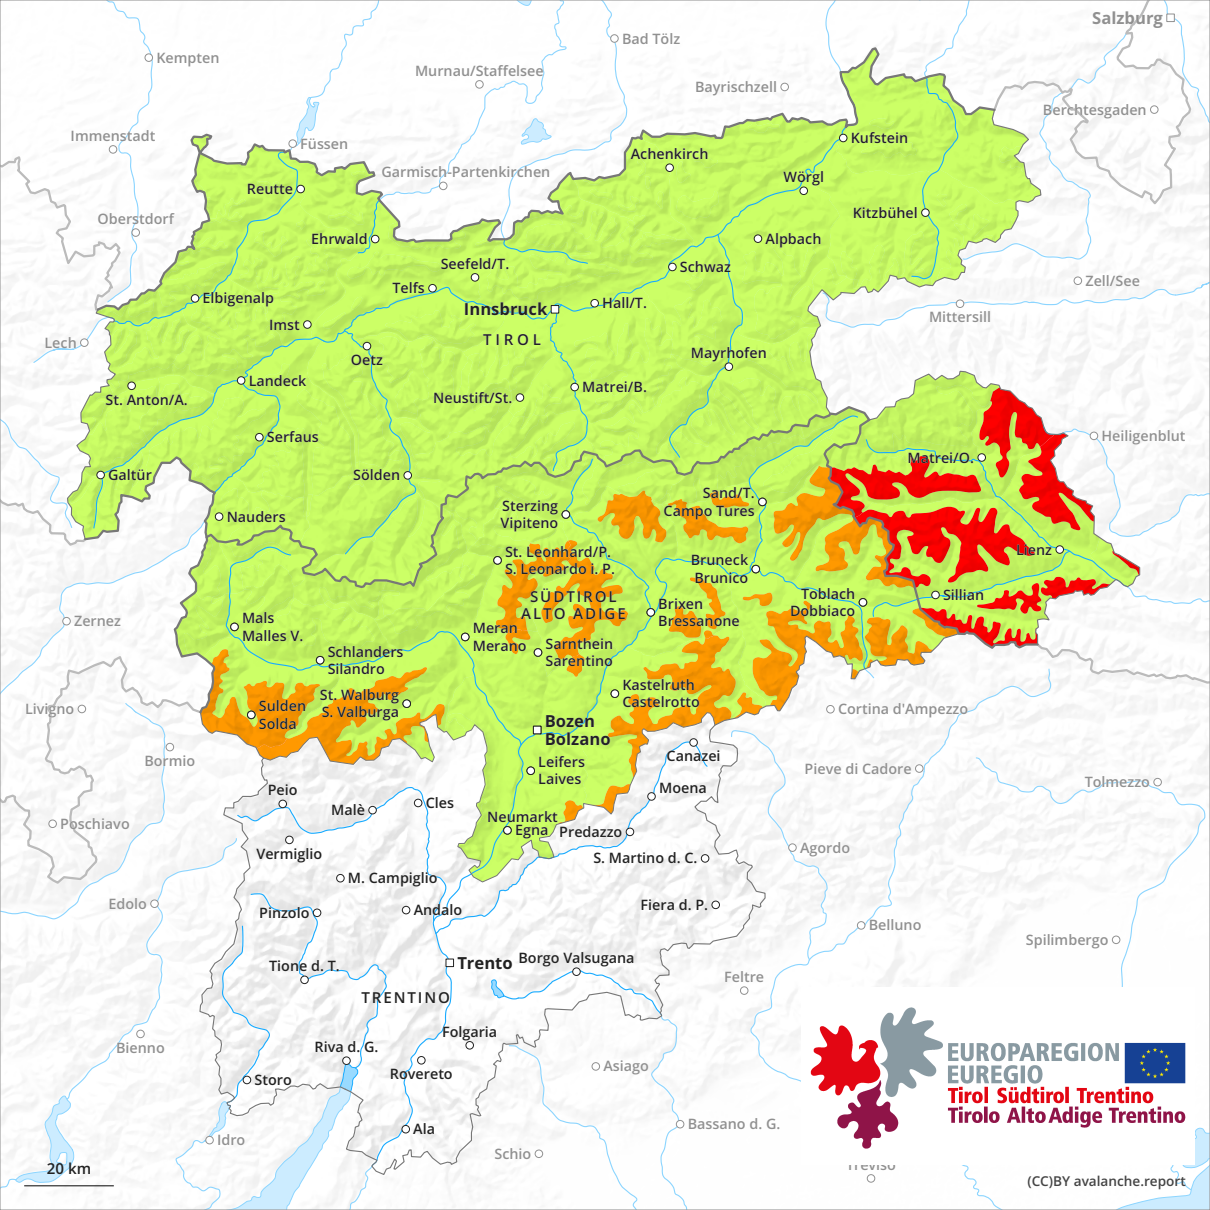 Salzburg
Bad Tölz
Kempten
Murnau/Staffelsee
Bayrischzell
Berchtesgaden
Immenstadt
Füssen
Kufstein
Achenkirch
Garmisch-Partenkirchen
Wörgl
Reutte
Oberstdorf
Kitzbühel
Ehrwald
Alpbach
Seefeld/T.
Schwaz
Zell/See
Telfs
Elbigenalp
Hall/T.
Innsbruck
Mittersill
Imst
TIROL
Lech
Oetz
Mayrhofen
Landeck
Matrei/B.
St. Anton/A.
Neustift/St.
Serfaus
Heiligenblut
Matrei/O.
Galtür
Sölden
Sand/T.
Campo Tures
Sterzing
Vipiteno
Nauders
St. Leonhard/P.
S. Leonardo i. P.
Lienz
Bruneck
Brunico
SÜDTIROL
ALTO ADIGE
Toblach
Dobbiaco
Sillian
Brixen
Bressanone
Zernez
Mals
Malles V.
Meran
Merano
Sarnthein
Sarentino
Schlanders
Silandro
Kastelruth
Castelrotto
St. Walburg
S. Valburga
Livigno
Sulden
Solda
Cortina d'Ampezzo
Bozen
Bolzano
Bormio
Canazei
Leifers
Laives
Pieve di Cadore
Tolmezzo
Peio
Moena
Malè
Cles
Poschiavo
Neumarkt
Egna
Predazzo
Vermiglio
Agordo
S. Martino d. C.
M. Campiglio
Edolo
Pinzolo
Andalo
Fiera d. P.
Belluno
Spilimbergo
Trento
Borgo Valsugana
Tione d. T.
Feltre
TRENTINO
Folgaria
Bienno
Riva d. G.
Rovereto
Asiago
Storo
EUROPAREGION
EUREGIO
Tirol Südtirol Trentino
Tirolo Alto Adige Trentino
Ala
Bassano d. G.
Idro
Schio
20 km
Treviso
(CC)BY avalanche.report